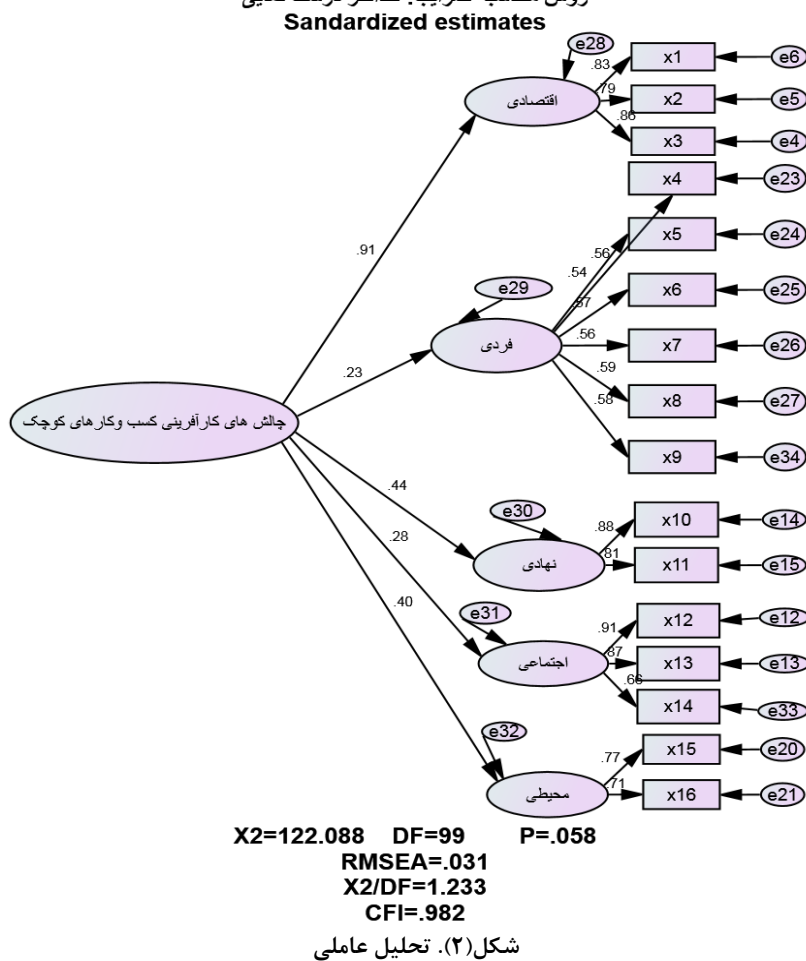 Sandardized estimates
e28
.83
x1
e6
اقتصادی
.79
x2
e5
.86
x3
e4
x4
e23
.91
.56
x5
e24
.54
e29
.57
x6
e25
فردی
.56
x7
e26
.23
.59
x8
e27
.58
چالش های کارآفرینی کسب وکارهای کوچک
x9
e34
.44
e30
.88
x10
e14
نهادی
.81
x11
e15
.28
.40
e31
.91
x12
e12
اجتماعی
.87
x13
e13
.66
x14
e33
e32
.77
x15
e20
محیطی
.71
x16
e21
X2=122.088 DF=99 P=.058
RMSEA=.031
X2/DF=1.233
CFI=.982
شکل(۲). تحلیل عاملی